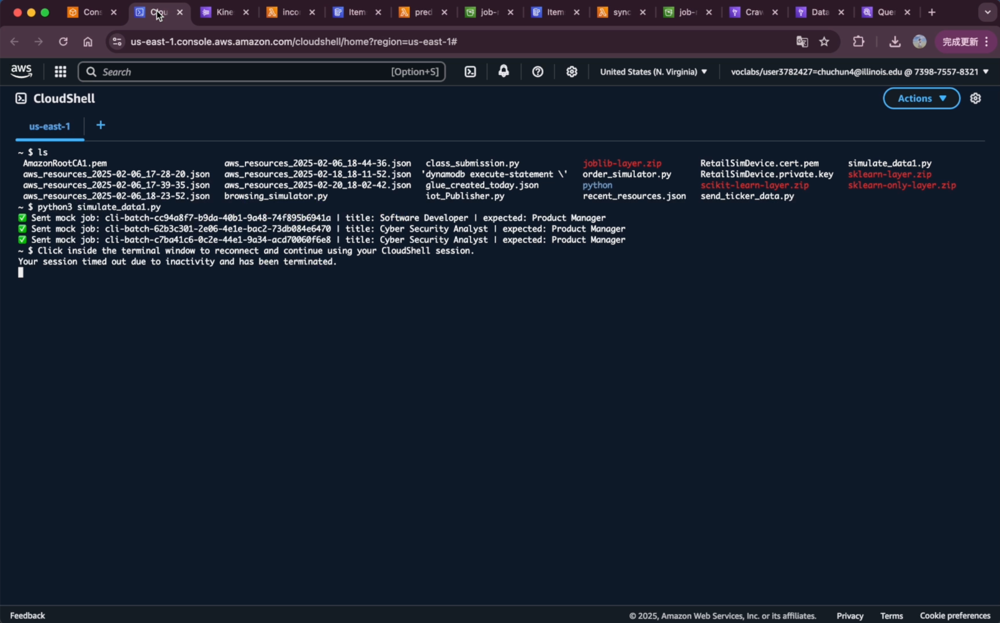 Cons
Clou
Kine
inco
Item
pred
job-r
Item
sync
job-r
Craw
Data
Que
us-east-1.console.aws.amazon.com/cloudshell/home?region=us-east-1#
完成更新
aws
Search
[Option+S]
United States (N. Virginia)
voclabs/user3782427=chuchun4@illinois.edu @ 7398-7557-8321
CloudShell
Actions
us-east-1
~ $ ls
AmazonRootCA1.pem aws_resources_2025-02-06_18-44-36.json class_submission.py joblib-layer.zip RetailSimDevice.cert.pem simulate_data1.py
aws_resources_2025-02-06_17-28-20.json aws_resources_2025-02-18_18-11-52.json 'dynamodb execute-statement \' order_simulator.py RetailSimDevice.private.key sklearn-layer.zip
aws_resources_2025-02-06_17-39-35.json aws_resources_2025-02-20_18-02-42.json glue_created_today.json python scikit-learn-layer.zip sklearn-only-layer.zip
aws_resources_2025-02-06_18-23-52.json browsing_simulator.py iot_Publisher.py recent_resources.json send_ticker_data.py
~ $ python3 simulate_data1.py
✅ Sent mock job: cli-batch-cc94a8f7-b9da-40b1-9a48-74f895b6941a | title: Software Developer | expected: Product Manager
✅ Sent mock job: cli-batch-62b3c301-2e06-4e1e-bac2-73db084e6470 | title: Cyber Security Analyst | expected: Product Manager
✅ Sent mock job: cli-batch-c7ba41c6-0c2e-44e1-9a34-acd70060f6e8 | title: Cyber Security Analyst | expected: Product Manager
~ $ Click inside the terminal window to reconnect and continue using your CloudShell session.
Your session timed out due to inactivity and has been terminated.
Feedback
© 2025, Amazon Web Services, Inc. or its affiliates.
Privacy
Terms
Cookie preferences